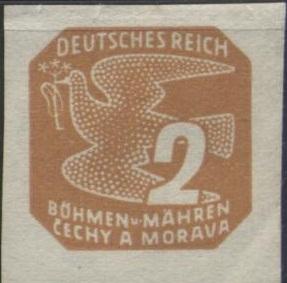 DEUTSCHES REICH
2
BÖHMEN u. MÄHREN
ČECHY A MORAVA